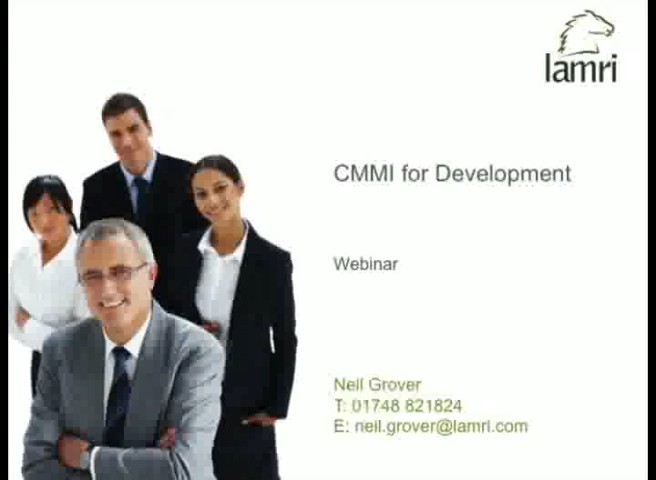 lamri
CMMI for Development
Webinar
Neil Grover
T: 01748 821824
E: neil.grover@lamri.com